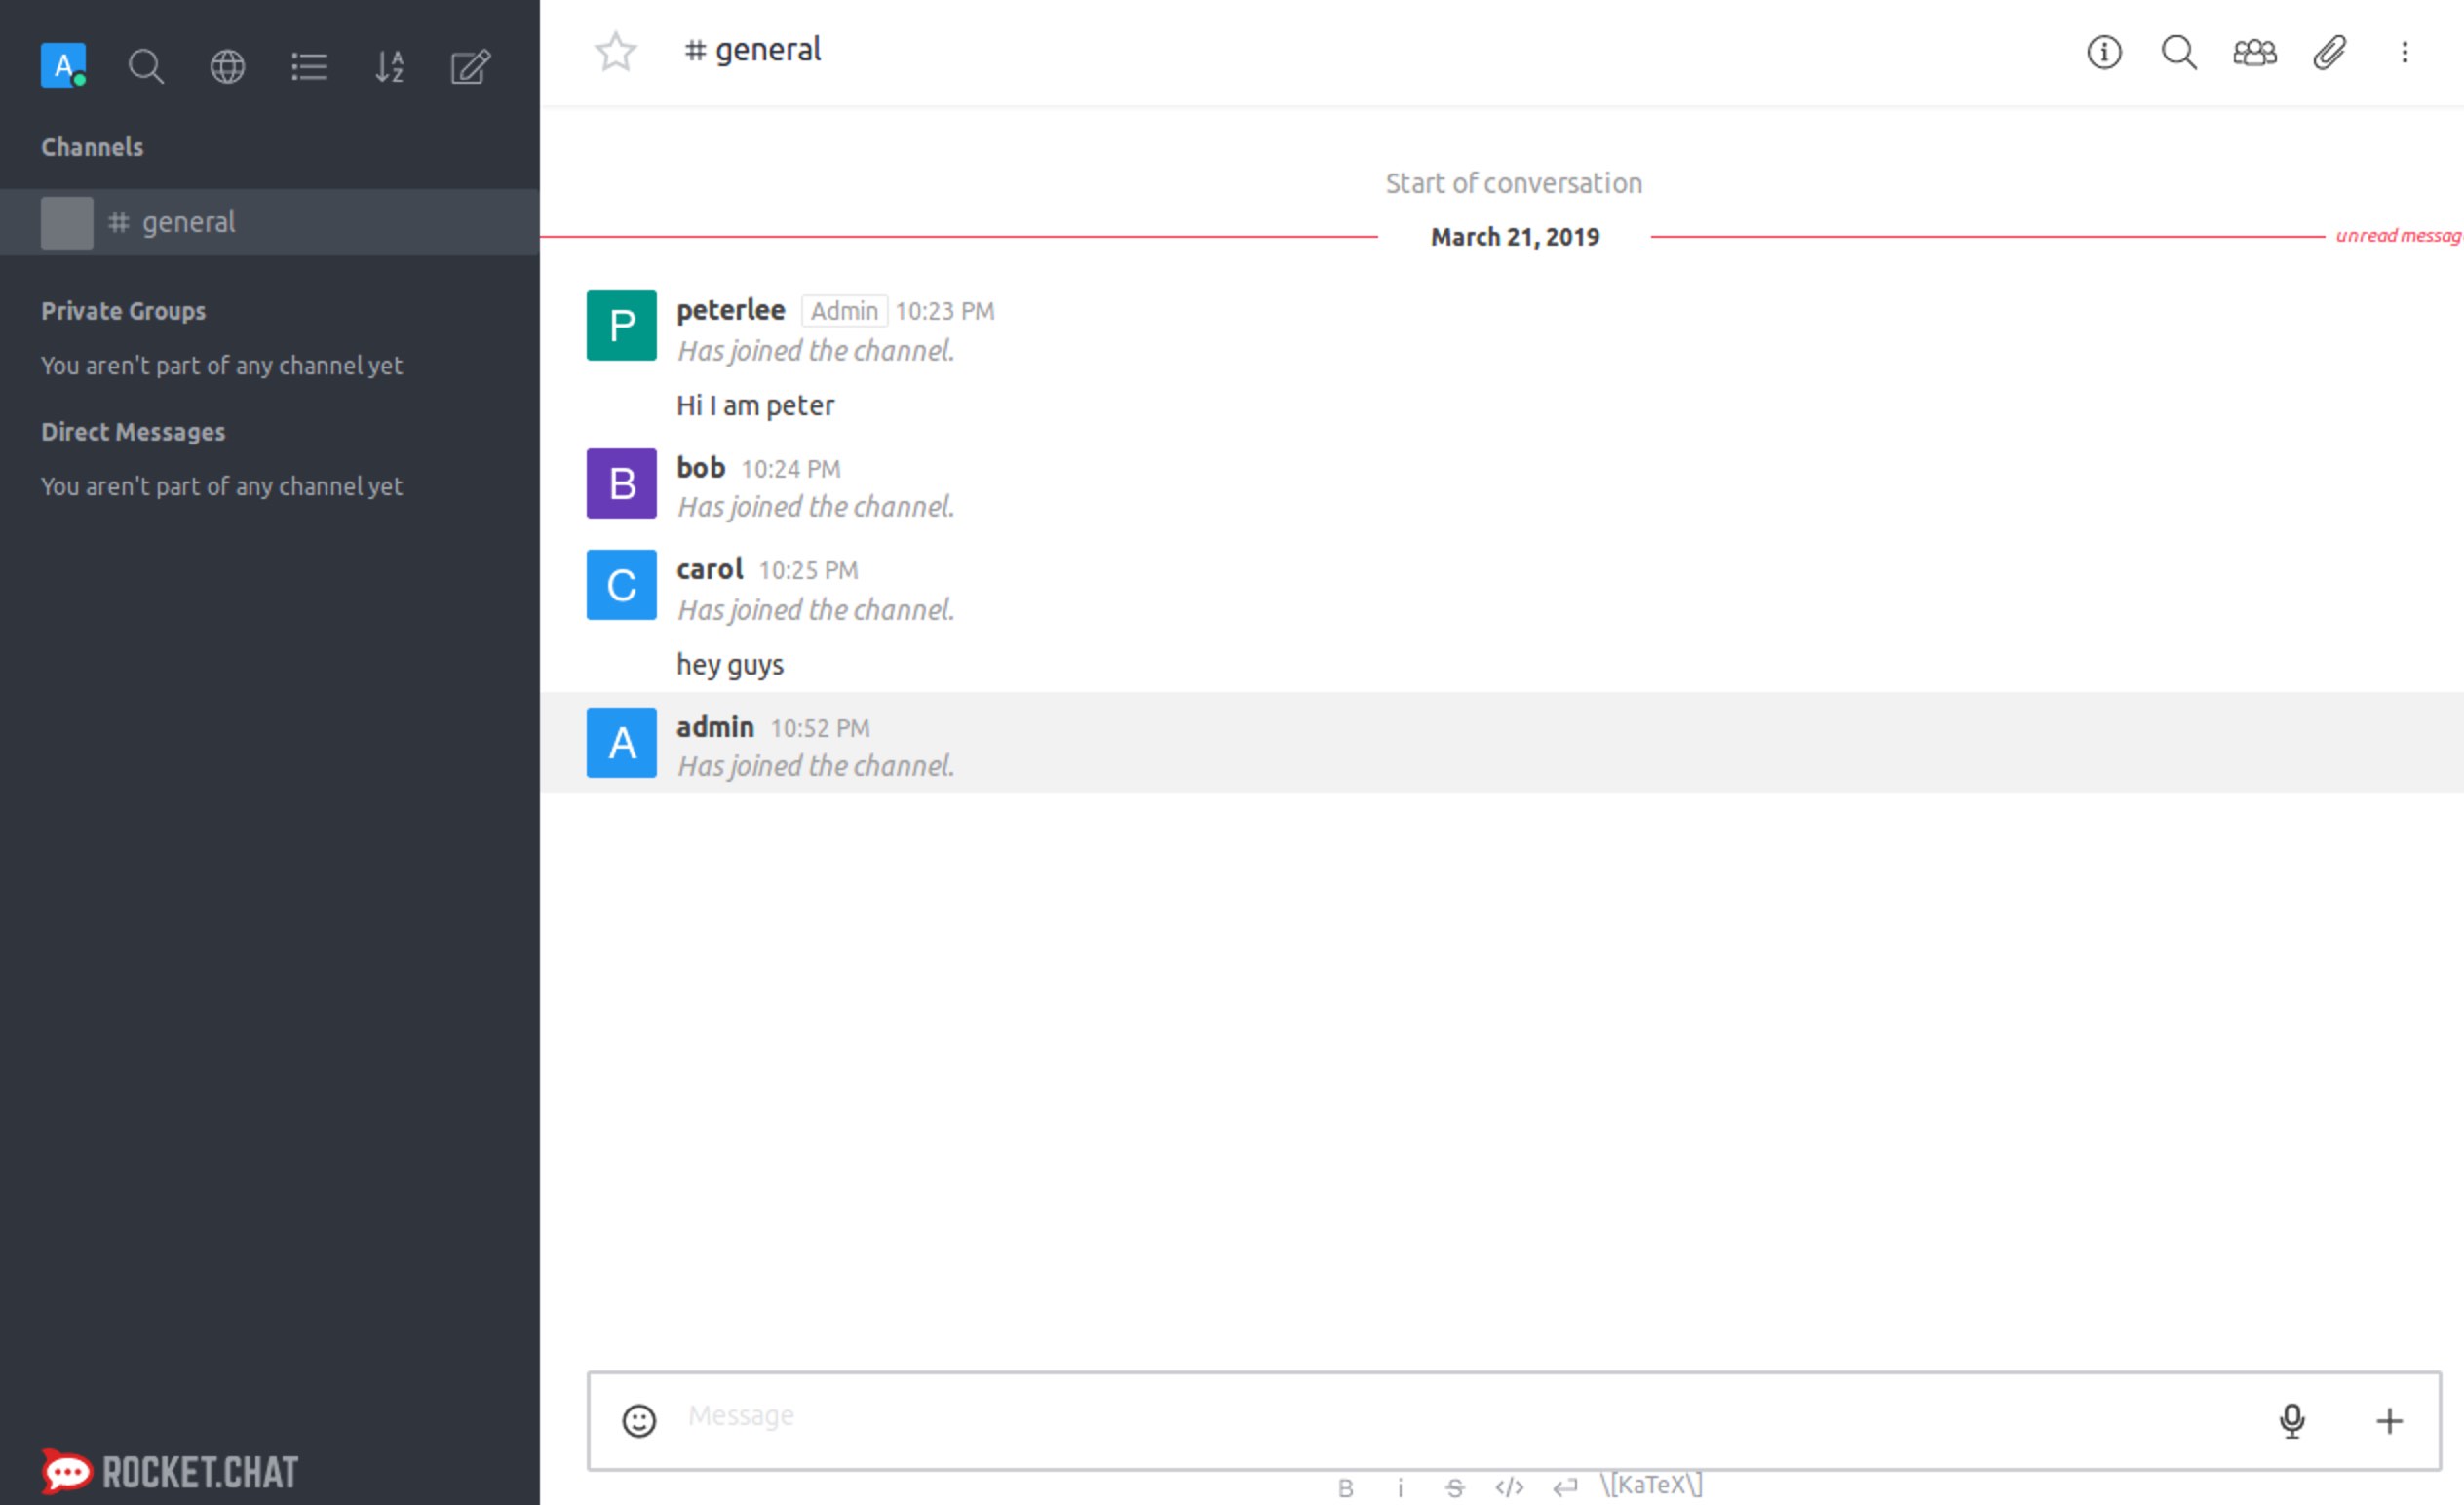 A
Channels
# general
Private Groups
You aren't part of any channel yet
Direct Messages
You aren't part of any channel yet
ROCKET.CHAT
# general
Start of conversation
March 21, 2019
unread messag
P
peterlee Admin 10:23 PM
Has joined the channel.
Hi I am peter
B
bob 10:24 PM
Has joined the channel.
C
carol 10:25 PM
Has joined the channel.
hey guys
A
admin 10:52 PM
Has joined the channel.
Message
B i S </> \[KaTeX\]